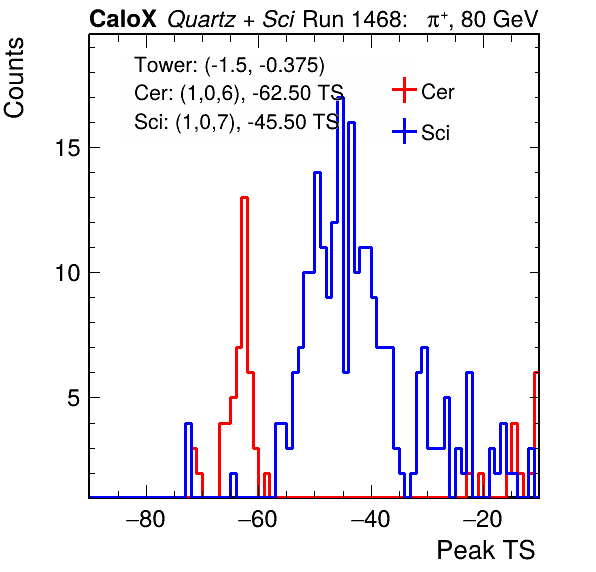 CaloX Quartz + Sci Run 1468: π⁺, 80 GeV
Counts
Tower: (-1.5, -0.375)
Cer: (1,0,6), -62.50 TS
Sci: (1,0,7), -45.50 TS
Cer
Sci
15
10
5
−80 −60 −40 −20
Peak TS